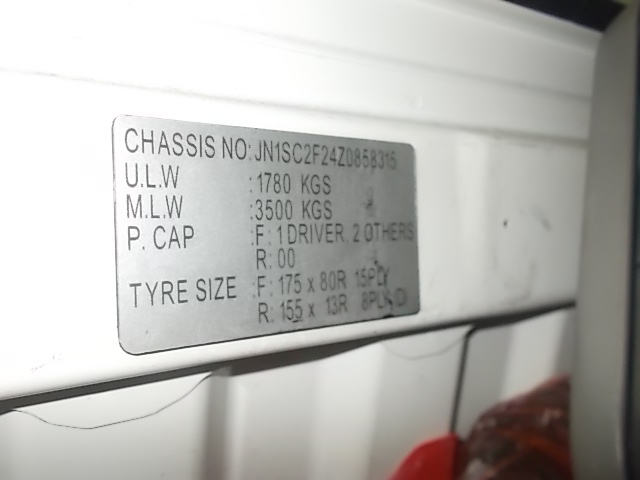 CHASSIS NO: JN1SC2F24Z0858315
U.L.W :1780 KGS
M.L.W :3500 KGS
P. CAP :F: 1 DRIVER, 2 OTHERS
R: 00
TYRE SIZE :F: 175 x 80R 15PLY
R: 155 x 13R 8PLY(D)